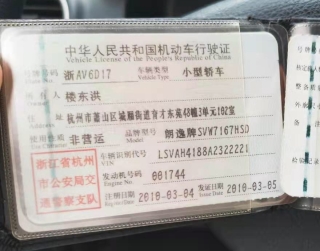 中华人民共和国机动车行驶证
Vehicle License of the People's Republic of China
号牌号码 浙AV6D17 车辆类型 小型轿车
Vehicle Type
楼东洪
住址 杭州市萧山区城厢街道育才东苑48幢3单元102室
使用性质 非营运 品牌型号 朗逸牌SVW7167HSD
浙江省杭州市公安局交通警察支队
车辆识别代号 LSVAH4188A2322221
发动机号码 001744
Engine No.
注册日期 2010-03-04 发证日期 2010-03-05